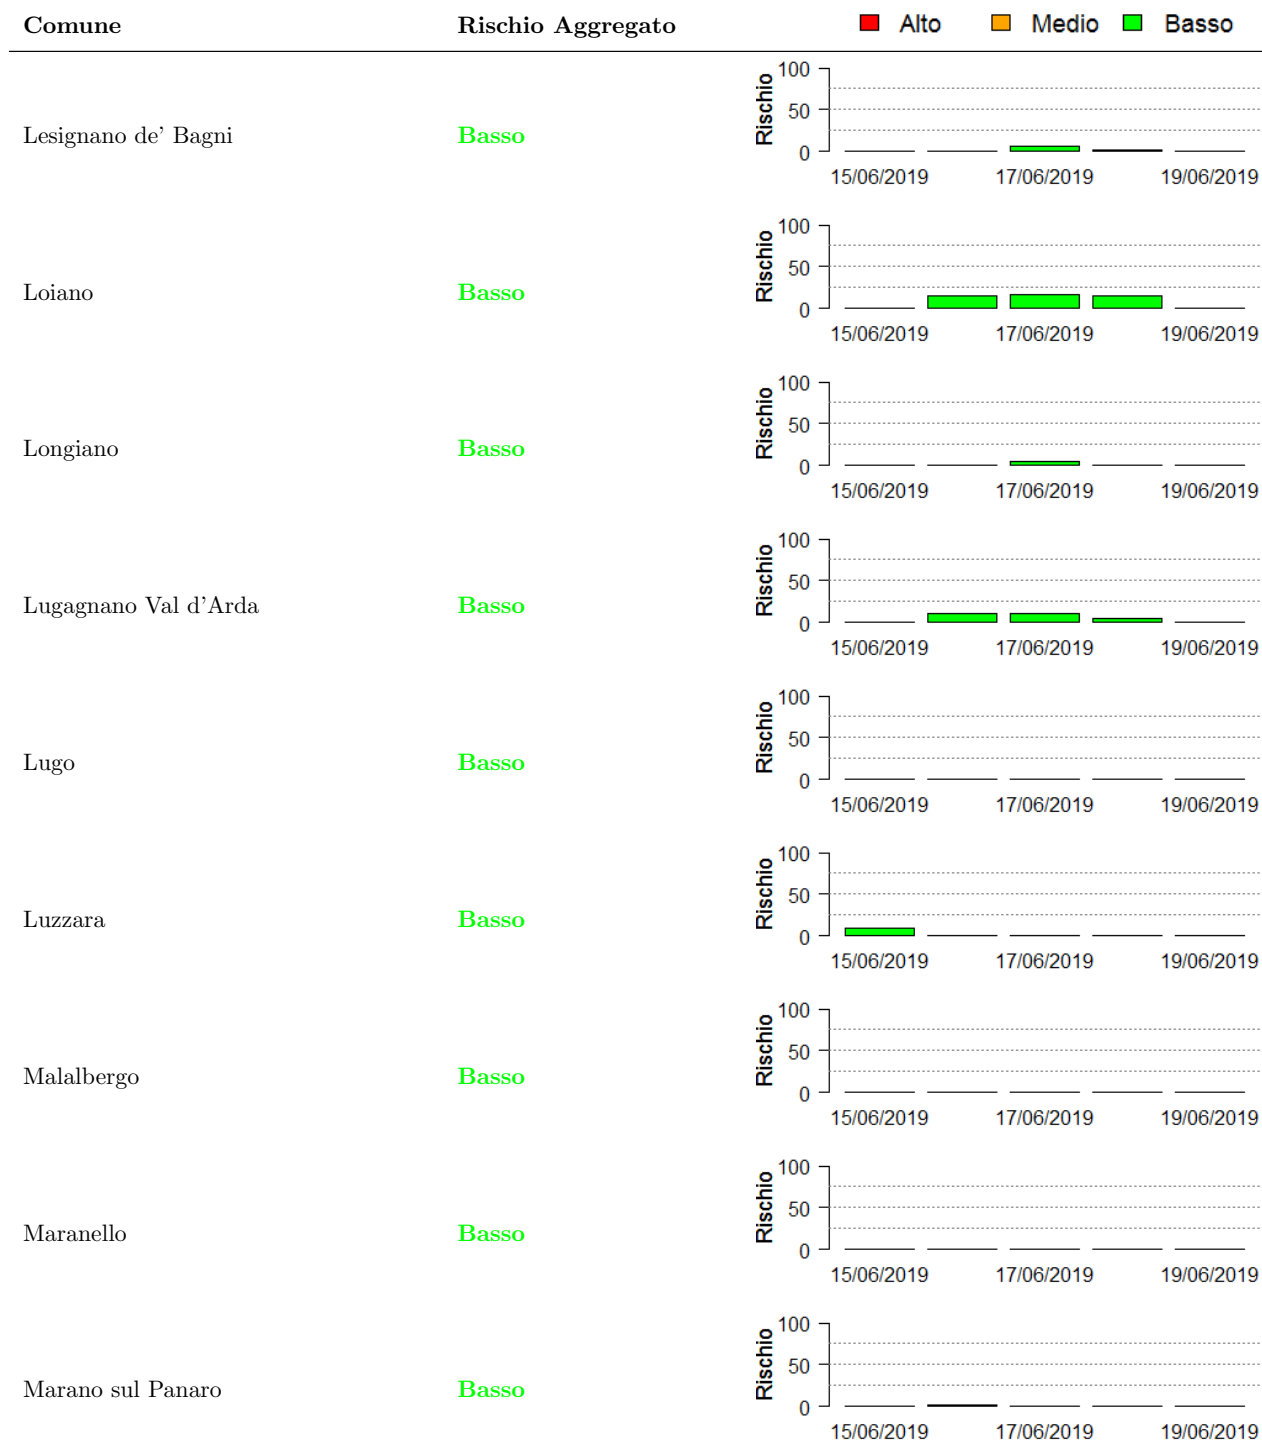 Comune Rischio Aggregato Alto Medio Basso
Lesignano de' Bagni Basso Rischio 100 50 0
15/06/2019 17/06/2019 19/06/2019
Loiano Basso Rischio 100 50 0
15/06/2019 17/06/2019 19/06/2019
Longiano Basso Rischio 100 50 0
15/06/2019 17/06/2019 19/06/2019
Lugagnano Val d'Arda Basso Rischio 100 50 0
15/06/2019 17/06/2019 19/06/2019
Lugo Basso Rischio 100 50 0
15/06/2019 17/06/2019 19/06/2019
Luzzara Basso Rischio 100 50 0
15/06/2019 17/06/2019 19/06/2019
Malalbergo Basso Rischio 100 50 0
15/06/2019 17/06/2019 19/06/2019
Maranello Basso Rischio 100 50 0
15/06/2019 17/06/2019 19/06/2019
Marano sul Panaro Basso Rischio 100 50 0
15/06/2019 17/06/2019 19/06/2019